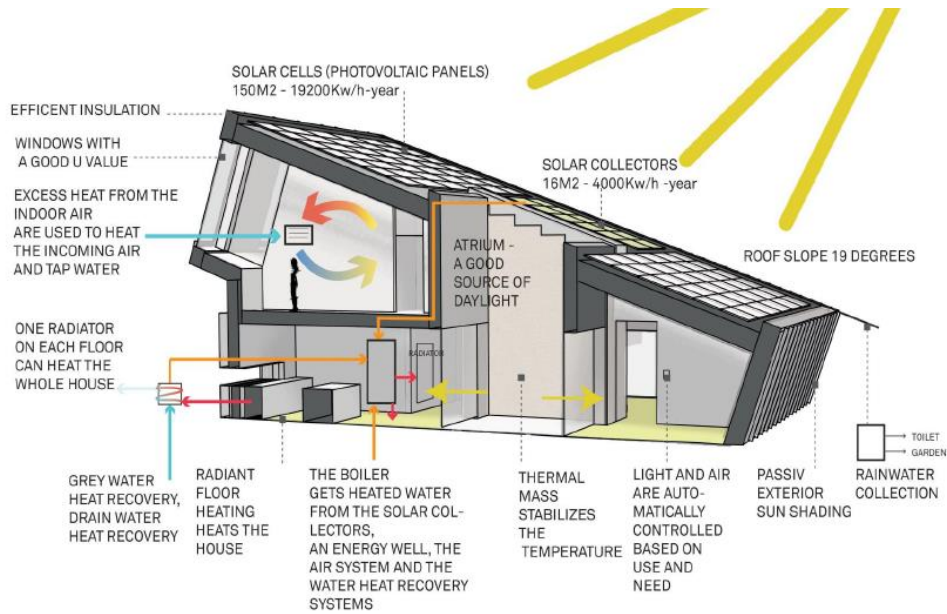 SOLAR CELLS (PHOTOVOLTAIC PANELS)
150M2 - 19200Kw/h-year
EFFICENT INSULATION
WINDOWS WITH
A GOOD U VALUE
EXCESS HEAT FROM THE
INDOOR AIR
ARE USED TO HEAT
THE INCOMING AIR
AND TAP WATER
SOLAR COLLECTORS
16M2 - 4000Kw/h -year
ATRIUM -
A GOOD
SOURCE OF
DAYLIGHT
ROOF SLOPE 19 DEGREES
ONE RADIATOR
ON EACH FLOOR
CAN HEAT THE
WHOLE HOUSE
RADIATOR
GREY WATER
HEAT RECOVERY,
DRAIN WATER
HEAT RECOVERY
RADIANT
FLOOR
HEATING
HEATS THE
HOUSE
THE BOILER
GETS HEATED WATER
FROM THE SOLAR COL-
LECTORS,
AN ENERGY WELL, THE
AIR SYSTEM AND THE
WATER HEAT RECOVERY
SYSTEMS
THERMAL
MASS
STABILIZES
THE
TEMPERATURE
LIGHT AND AIR
ARE AUTO-
MATICALLY
CONTROLLED
BASED ON
USE AND
NEED
PASSIV
EXTERIOR
SUN SHADING
TOILET
GARDEN
RAINWATER
COLLECTION